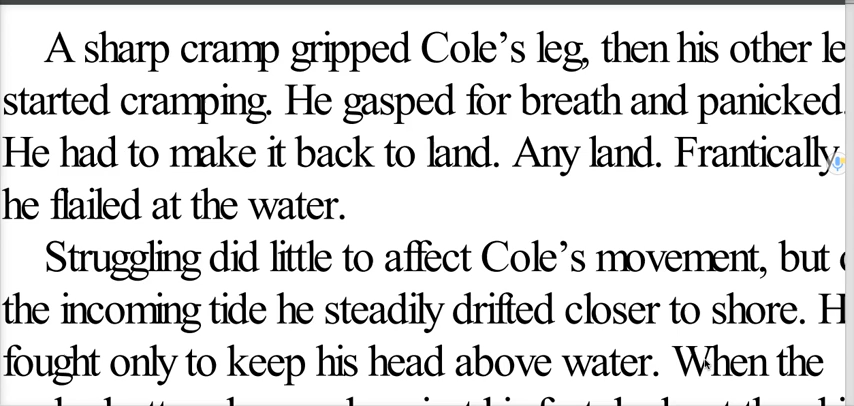 A sharp cramp gripped Cole’s leg, then his other
started cramping. He gasped for breath and panicked.
He had to make it back to land. Any land. Frantically
he flailed at the water.
Struggling did little to affect Cole’s movement, but
the incoming tide he steadily drifted closer to shore.
fought only to keep his head above water. When the